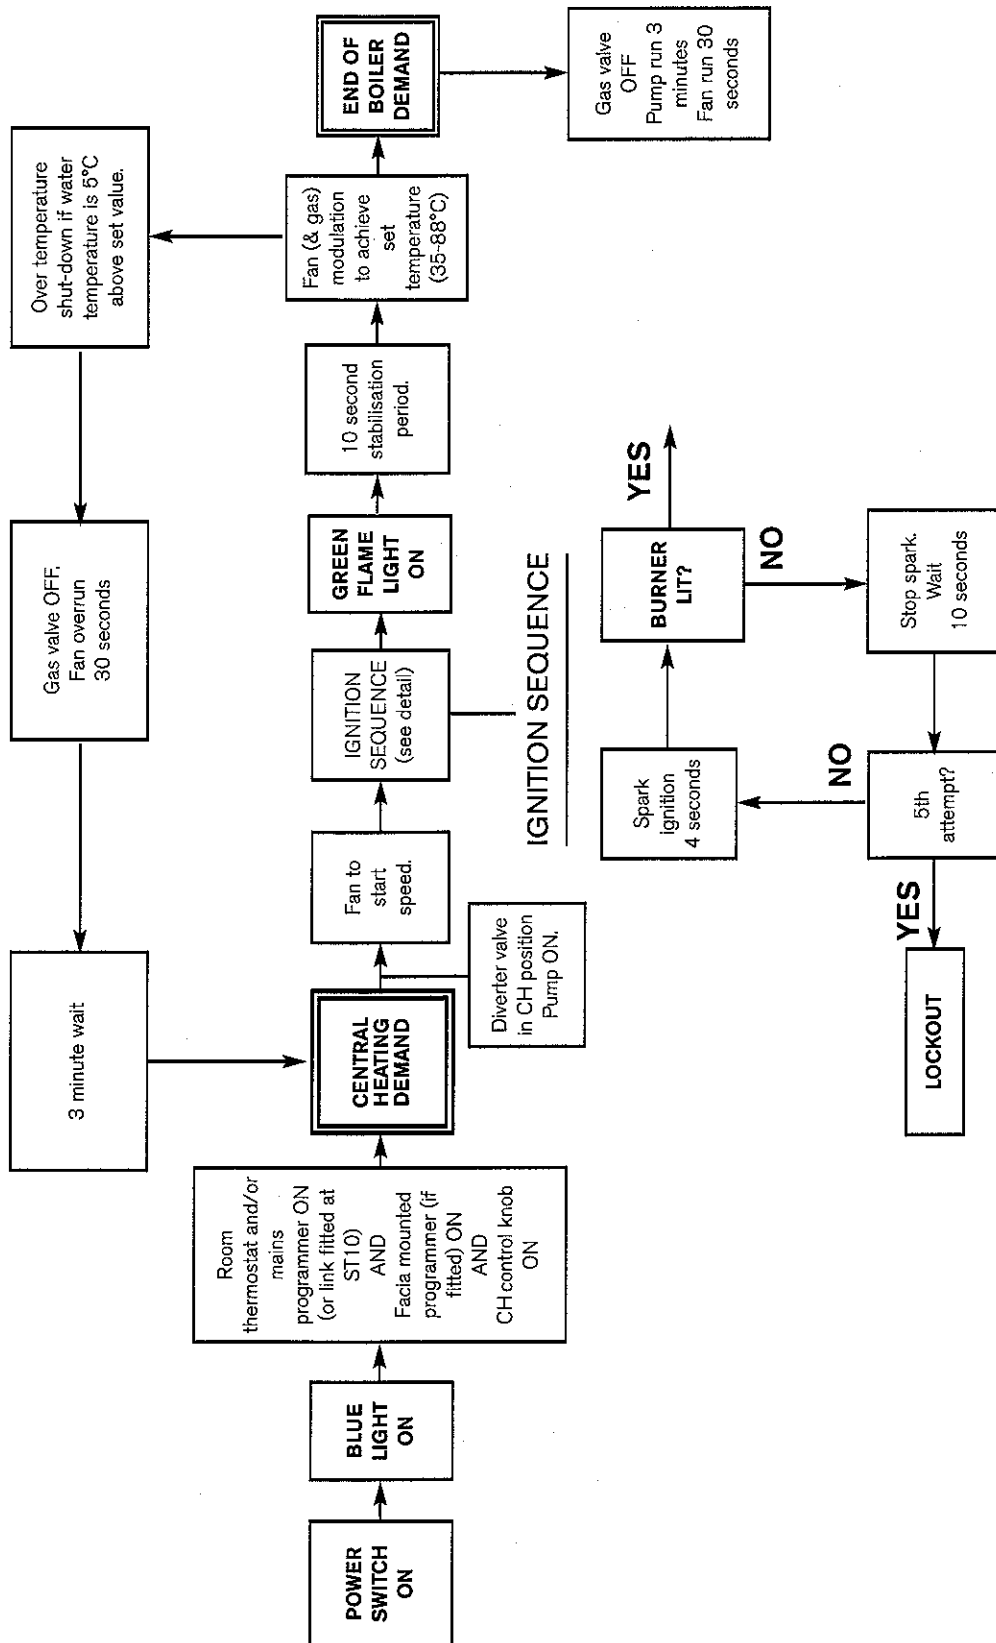 POWER
SWITCH
ON
BLUE
LIGHT
ON
Room
thermostat and/or
mains
programmer ON
(or link fitted at
ST10)
AND
Facia mounted
programmer (if
fitted) ON
AND
CH control knob
ON
CENTRAL
HEATING
DEMAND
Diverter valve
in CH position
Pump ON.
Fan to
start
speed.
IGNITION
SEQUENCE
(see detail)
GREEN
FLAME
LIGHT
ON
10 second
stabilisation
period.
Fan (& gas)
modulation
to achieve
set
temperature
(35-88°C)
END OF
BOILER
DEMAND
Gas valve
OFF
Pump run 3
minutes
Fan run 30
seconds
Over temperature
shut-down if water
temperature is 5°C
above set value.
Gas valve OFF.
Fan overrun
30 seconds
3 minute wait
IGNITION SEQUENCE
Spark
ignition
4 seconds
BURNER
LIT?
YES
NO
Stop spark.
Wait
10 seconds
5th
attempt?
NO
YES
LOCKOUT